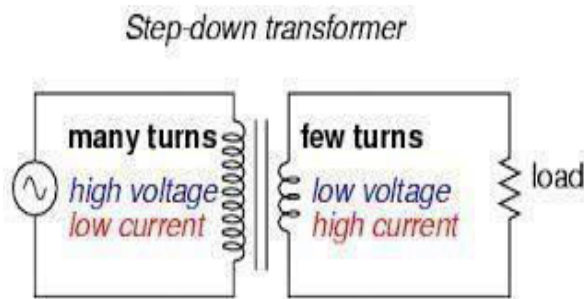 Step-down transformer
many turns
few turns
high voltage
low voltage
load
low current
high current